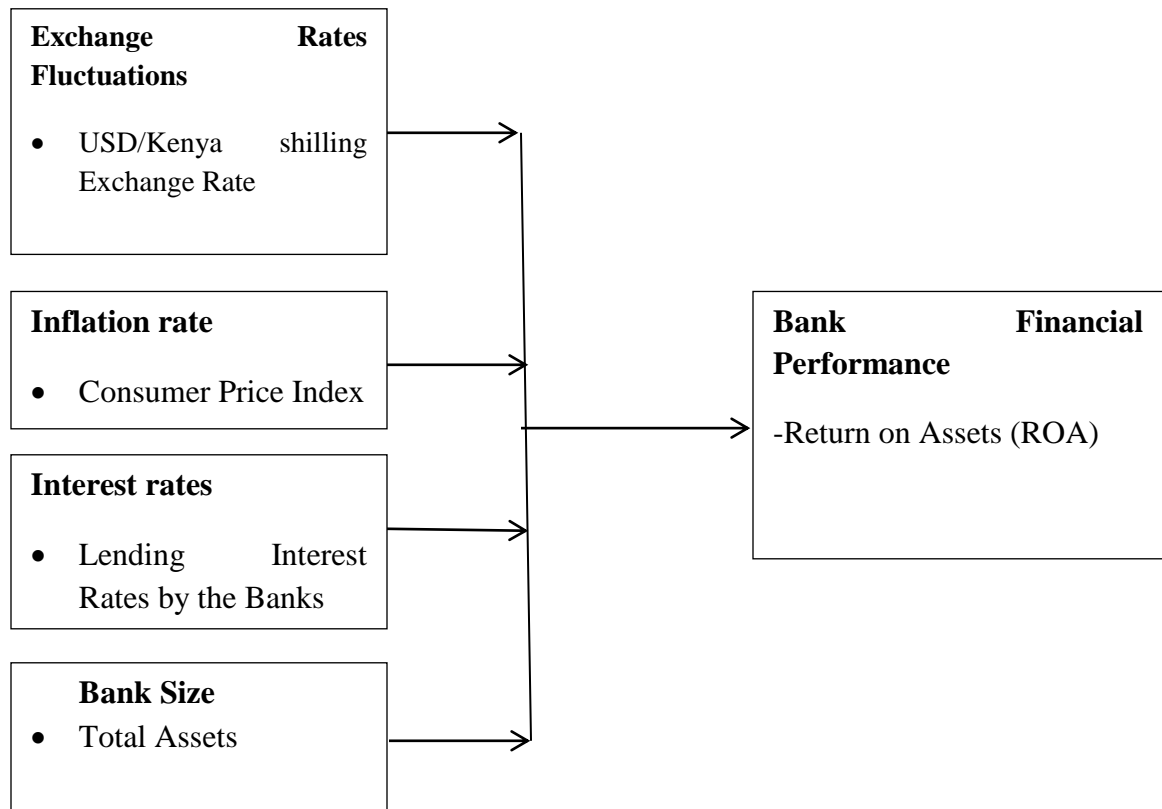 Exchange Rates
Fluctuations
• USD/Kenya shilling
Exchange Rate
Inflation rate
• Consumer Price Index
Interest rates
• Lending Interest
Rates by the Banks
Bank Size
• Total Assets
Bank Financial
Performance
-Return on Assets (ROA)